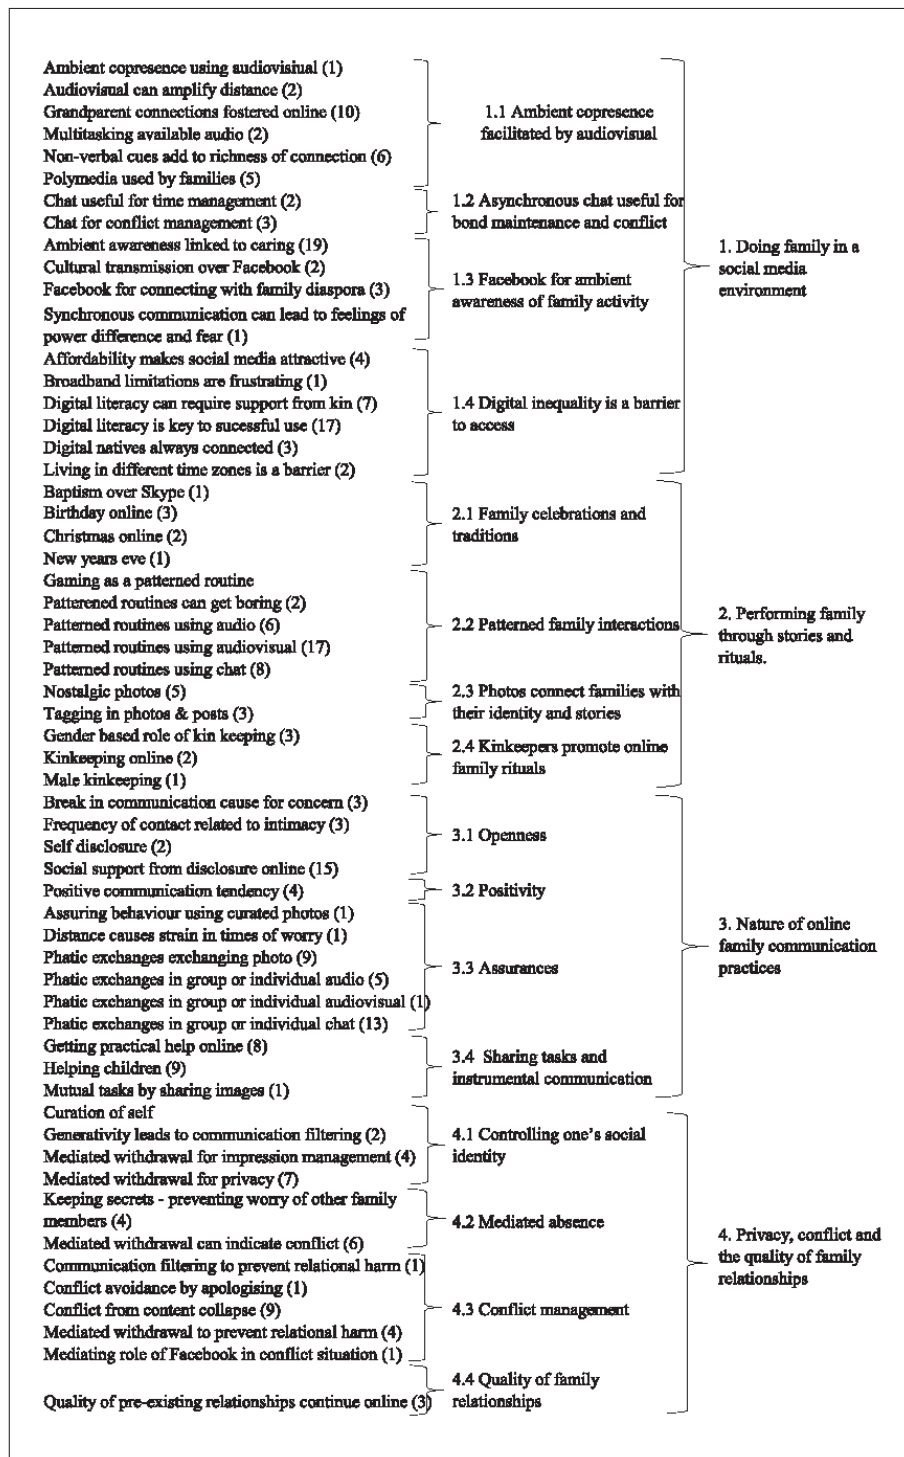 Ambient copresence using audiovisiual (1)
Audiovisual can amplify distance (2)
Grandparent connections fostered online (10)
Multitasking available audio (2)
Non-verbal cues add to richness of connection (6)
Polymedia used by families (5)
1.1 Ambient copresence
facilitated by audiovisual
Chat useful for time management (2)
Chat for conflict management (3)
1.2 Asynchronous chat useful for
bond maintenance and conflict
Ambient awareness linked to caring (19)
Cultural transmission over Facebook (2)
Facebook for connecting with family diaspora (3)
Synchronous communication can lead to feelings of
power difference and fear (1)
1.3 Facebook for ambient
awareness of family activity
Affordability makes social media attractive (4)
Broadband limitations are frustrating (1)
Digital literacy can require support from kin (7)
Digital literacy is key to sucessful use (17)
Digital natives always connected (3)
Living in different time zones is a barrier (2)
1.4 Digital inequality is a barrier
to access
1. Doing family in a
social media
environment
Baptism over Skype (1)
Birthday online (3)
Christmas online (2)
New years eve (1)
2.1 Family celebrations and
traditions
Gaming as a patterned routine
Patterened routines can get boring (2)
Patterned routines using audio (6)
Patterned routines using audiovisual (17)
Patterned routines using chat (8)
2.2 Patterned family interactions
Nostalgic photos (5)
Tagging in photos & posts (3)
2.3 Photos connect families with
their identity and stories
Gender based role of kin keeping (3)
Kinkeeping online (2)
Male kinkeeping (1)
2.4 Kinkeepers promote online
family rituals
2. Performing family
through stories and
rituals.
Break in communication cause for concern (3)
Frequency of contact related to intimacy (3)
Self disclosure (2)
Social support from disclosure online (15)
3.1 Openness
Positive communication tendency (4)
3.2 Positivity
Assuring behaviour using curated photos (1)
Distance causes strain in times of worry (1)
Phatic exchanges exchanging photo (9)
Phatic exchanges in group or individual audio (5)
Phatic exchanges in group or individual audiovisual (1)
Phatic exchanges in group or individual chat (13)
3.3 Assurances
Getting practical help online (8)
Helping children (9)
Mutual tasks by sharing images (1)
3.4 Sharing tasks and
instrumental communication
3. Nature of online
family communication
practices
Curation of self
Generativity leads to communication filtering (2)
Mediated withdrawal for impression management (4)
Mediated withdrawal for privacy (7)
4.1 Controlling one's social
identity
Keeping secrets - preventing worry of other family
members (4)
Mediated withdrawal can indicate conflict (6)
4.2 Mediated absence
Communication filtering to prevent relational harm (1)
Conflict avoidance by apologising (1)
Conflict from content collapse (9)
Mediated withdrawal to prevent relational harm (4)
Mediating role of Facebook in conflict situation (1)
4.3 Conflict management
Quality of pre-existing relationships continue online (3)
4.4 Quality of family
relationships
4. Privacy, conflict and
the quality of family
relationships